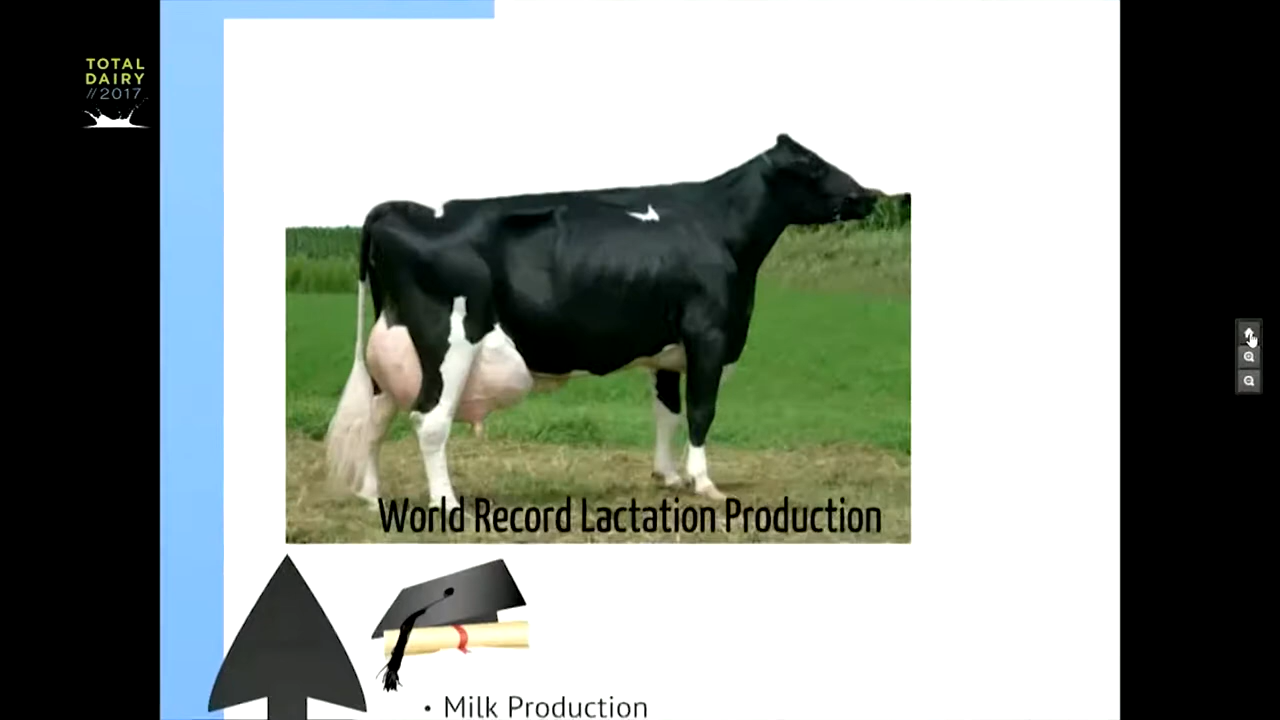 TOTAL
DAIRY
//2017
World Record Lactation Production
• Milk Production